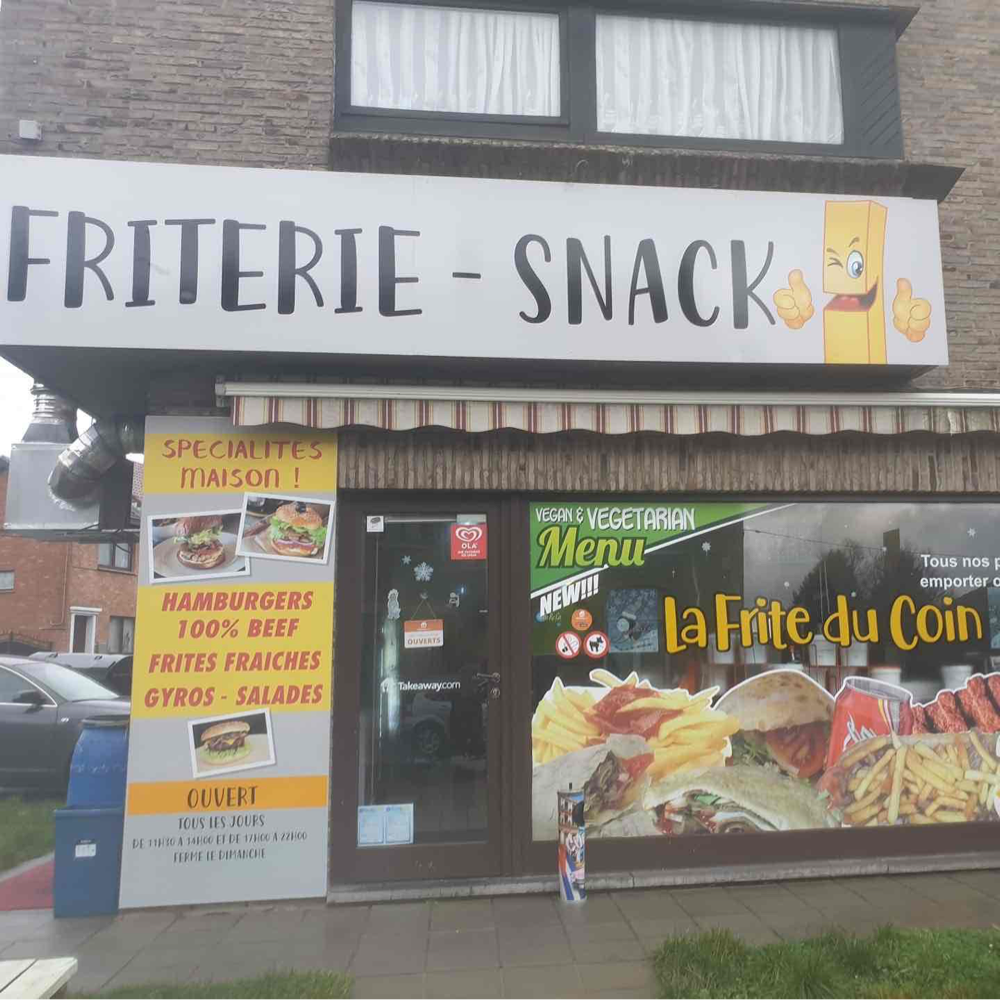 FRITERIE - SNACK
SPECIALITES
MAISON !
HAMBURGERS
100% BEEF
FRITES FRAICHES
GYROS - SALADES
OUVERT
TOUS LES JOURS
DE 11H30 A 14H00 ET DE 17H00 A 22H00
FERME LE DIMANCHE
OLA
OUVERTS
Takeaway.com
VEGAN & VEGETARIAN
Menu
NEW!!!
Tous nos p
emporter o
La Frite du Coin